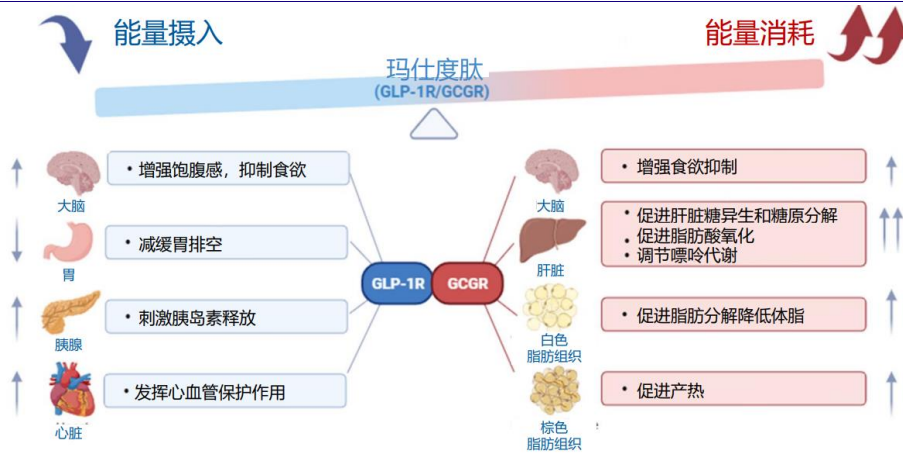 能量摄入
能量消耗
玛仕度肽
(GLP-1R/GCGR)
大脑
• 增强饱腹感，抑制食欲
胃
• 减缓胃排空
胰腺
• 刺激胰岛素释放
心脏
• 发挥心血管保护作用
GLP-1R
GCGR
大脑
• 增强食欲抑制
肝脏
• 促进肝脏糖异生和糖原分解
• 促进脂肪酸氧化
• 调节嘌呤代谢
白色
脂肪组织
• 促进脂肪分解降低体脂
棕色
脂肪组织
• 促进产热